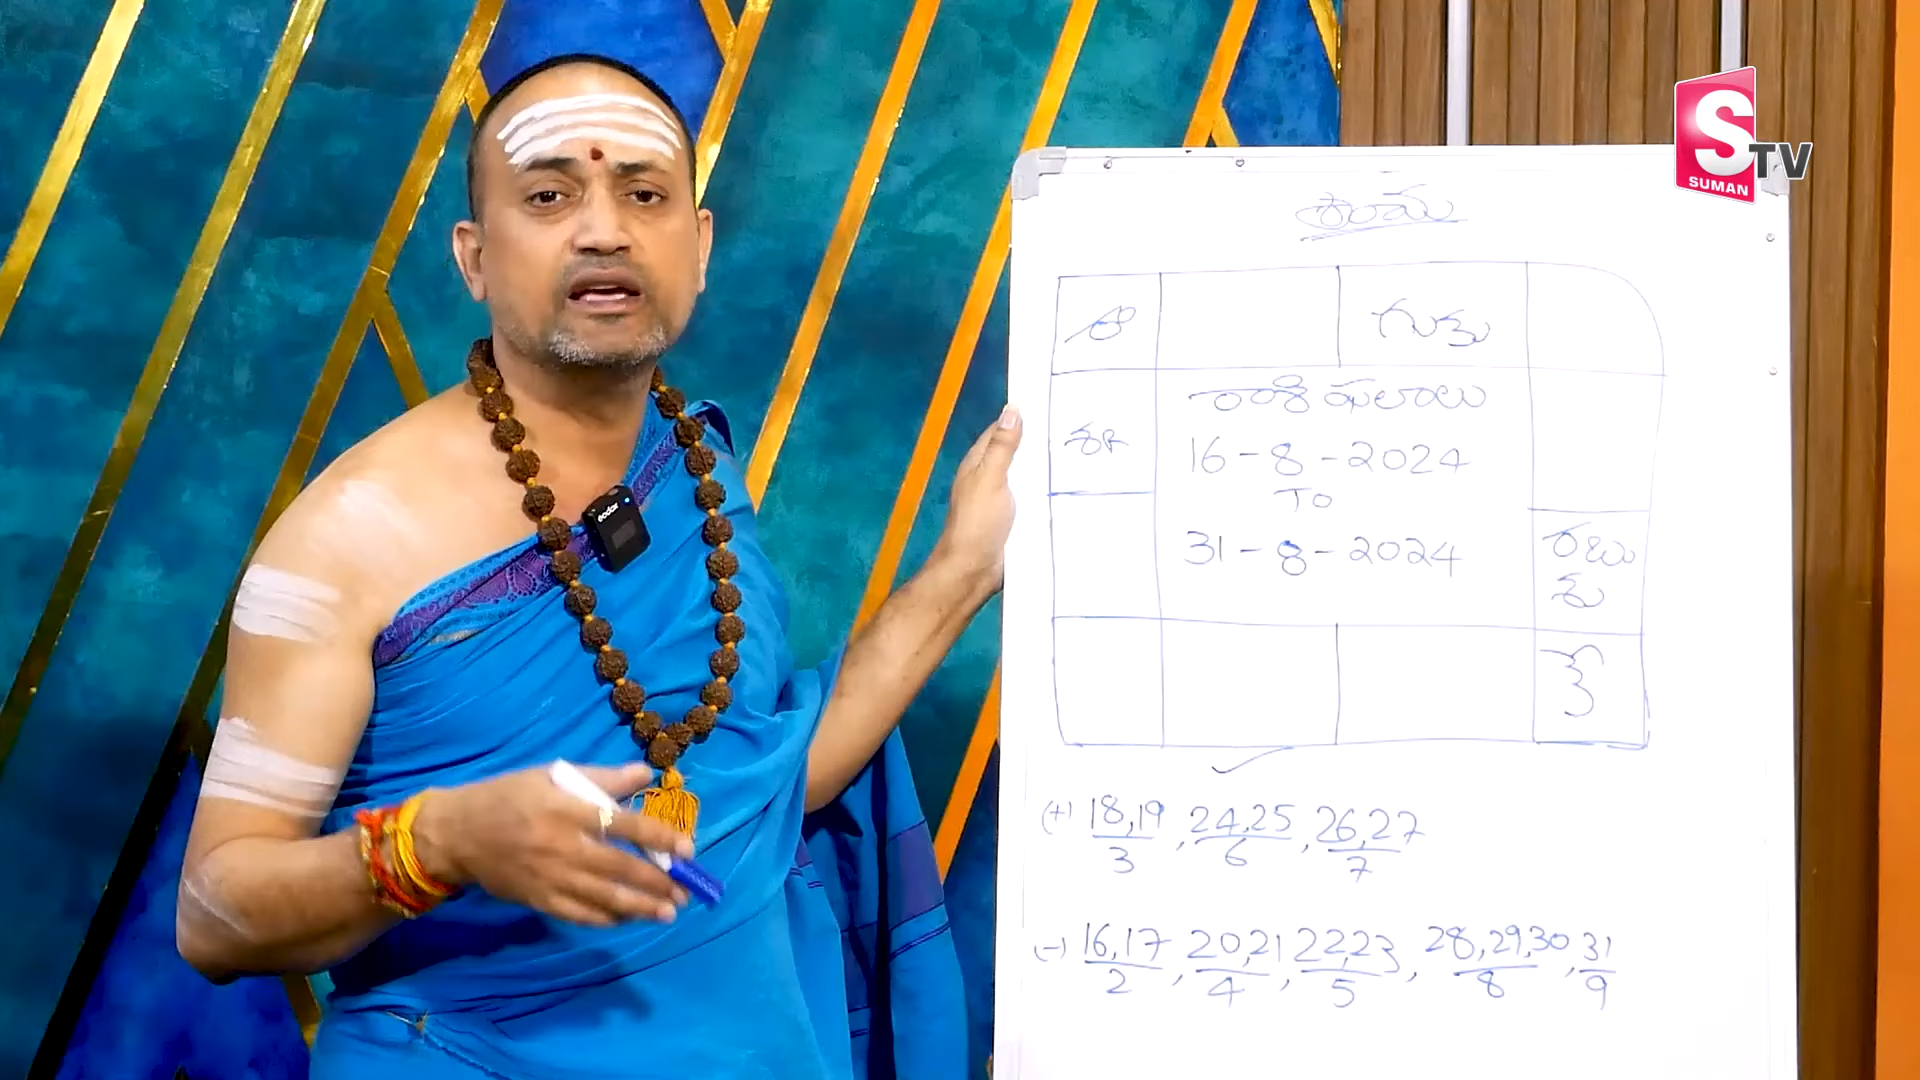 S TV
SUMAN
శ్రీరామ
గురు
రాశి ఫలాలు
శని
16-8-2024
TO
31-8-2024
శు
కే
(+) 18,19/3, 24,25/6, 26,27/7
(-) 16,17/2, 20,21/4, 22,23/5, 28,29,30/8, 31/9